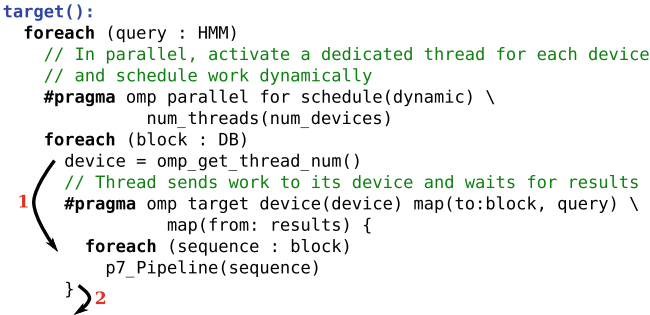 target():
foreach (query : HMM)
// In parallel, activate a dedicated thread for each device
// and schedule work dynamically
#pragma omp parallel for schedule(dynamic) \
num_threads(num_devices)
foreach (block : DB)
device = omp_get_thread_num()
// Thread sends work to its device and waits for results
1 #pragma omp target device(device) map(to:block, query) \
map(from: results) {
foreach (sequence : block)
p7_Pipeline(sequence)
} 2